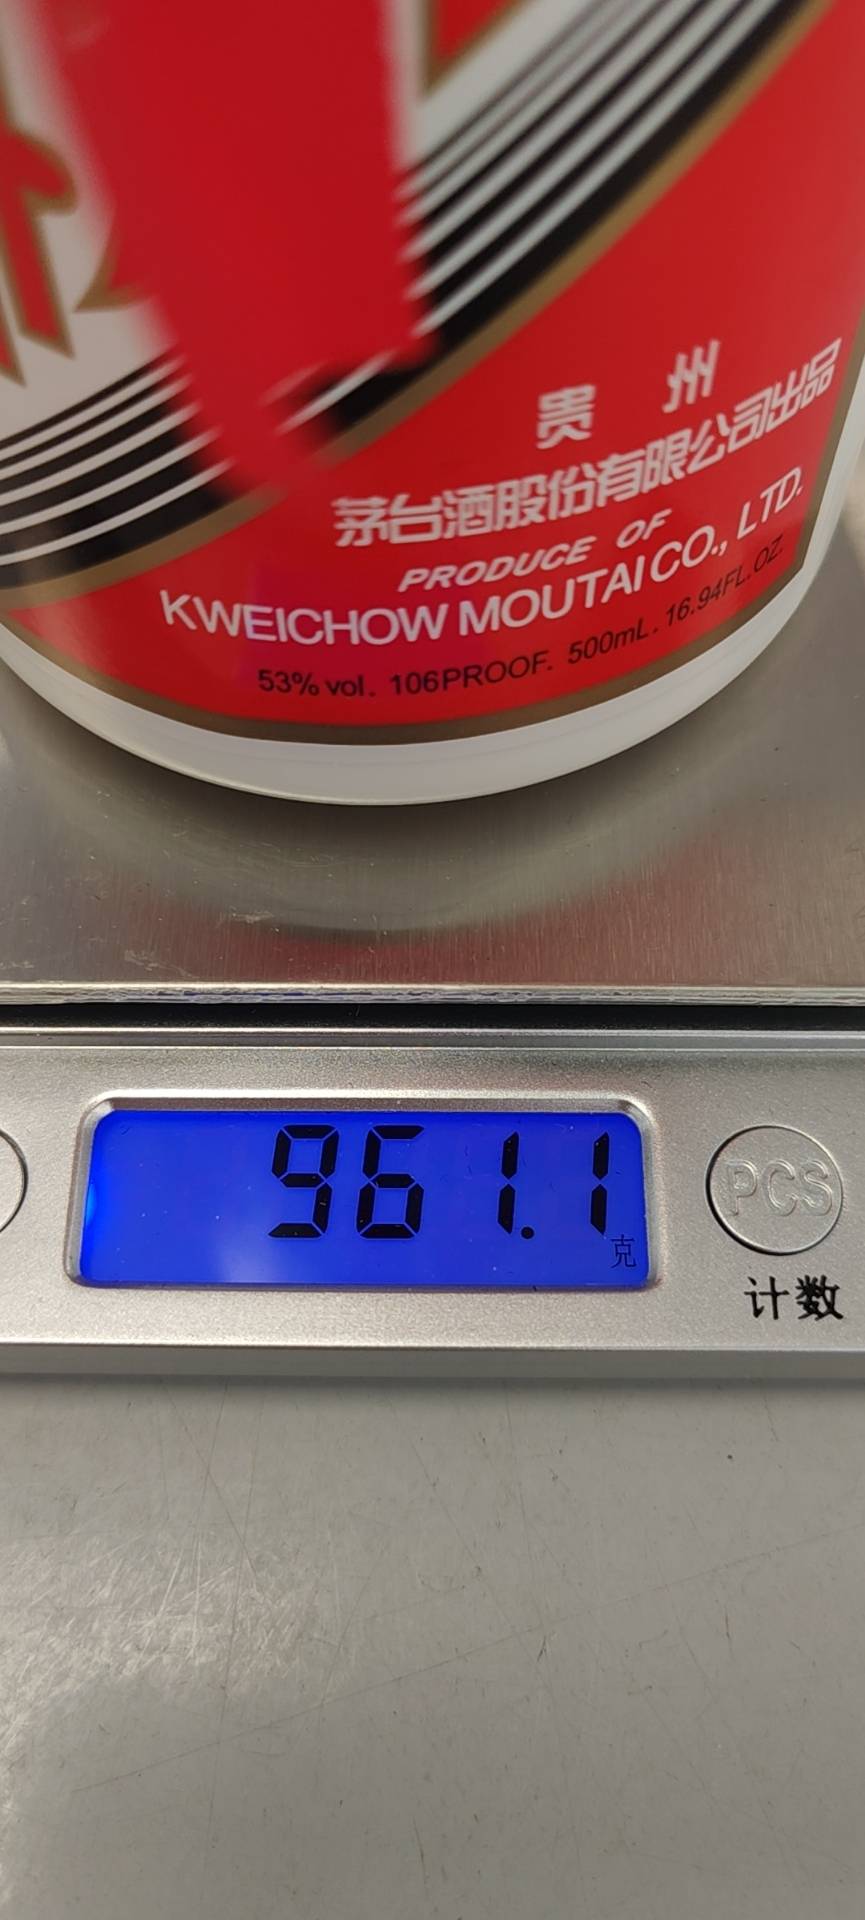 贵州
茅台酒股份有限公司出品
PRODUCE OF
KWEICHOW MOUTAI CO., LTD.
53% vol. 106PROOF. 500mL. 16.94FL.OZ.
961.1
克
PCS
计数